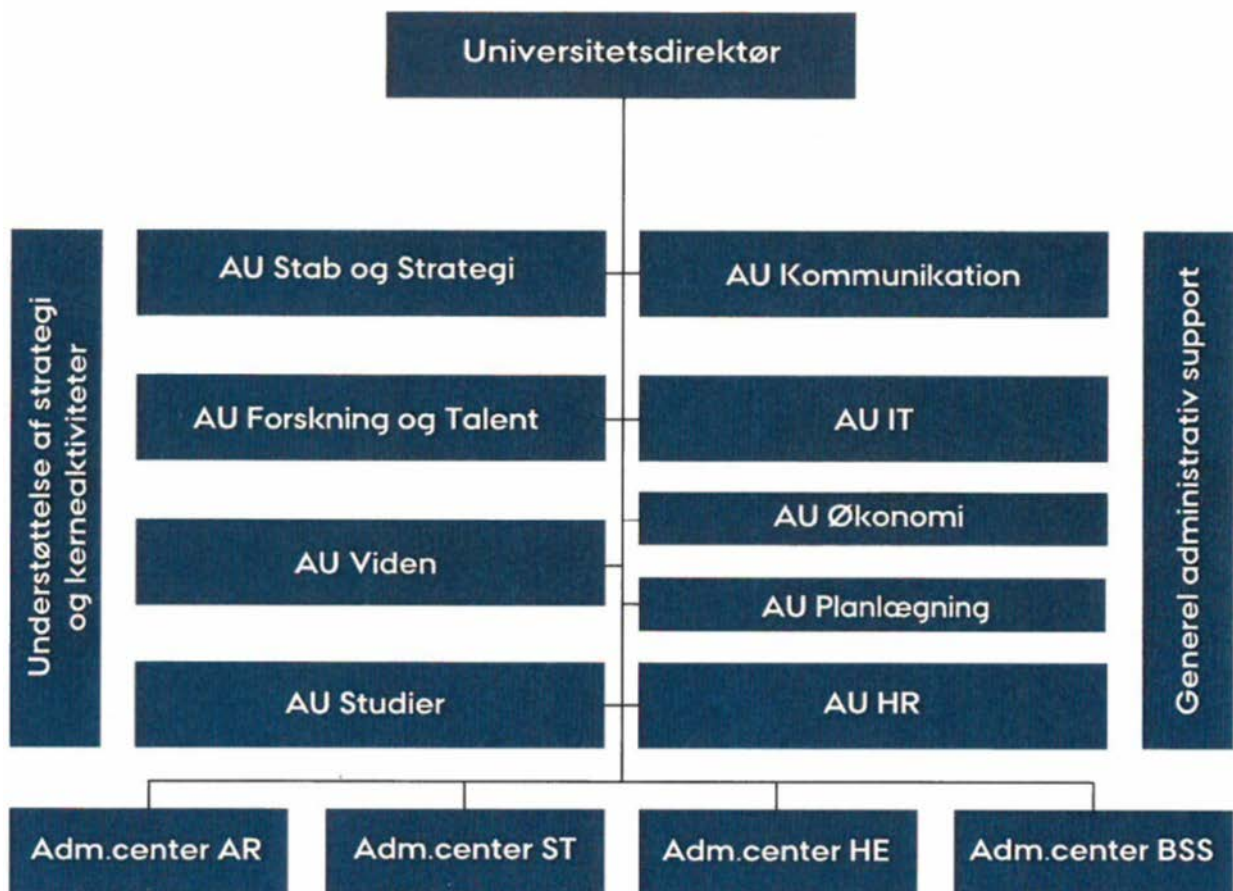 Universitetsdirektør
Understøttelse af strategi
og kerneaktiviteter
AU Stab og Strategi
AU Kommunikation
AU Forskning og Talent
AU IT
AU Økonomi
AU Viden
AU Planlægning
AU Studier
AU HR
Generel administrativ support
Adm.center AR
Adm.center ST
Adm.center HE
Adm.center BSS